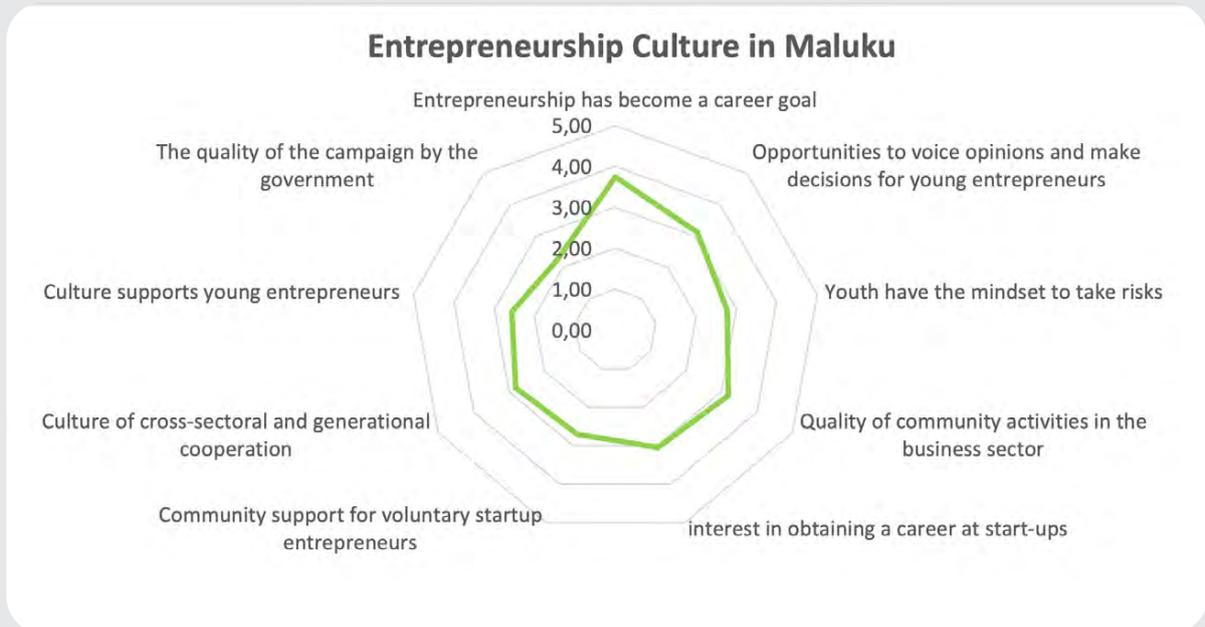 Entrepreneurship Culture in Maluku
Entrepreneurship has become a career goal
5,00
4,00
3,00
2,00
1,00
0,00
Opportunities to voice opinions and make
decisions for young entrepreneurs
Youth have the mindset to take risks
Quality of community activities in the
business sector
interest in obtaining a career at start-ups
Community support for voluntary startup
entrepreneurs
Culture of cross-sectoral and generational
cooperation
Culture supports young entrepreneurs
The quality of the campaign by the
government